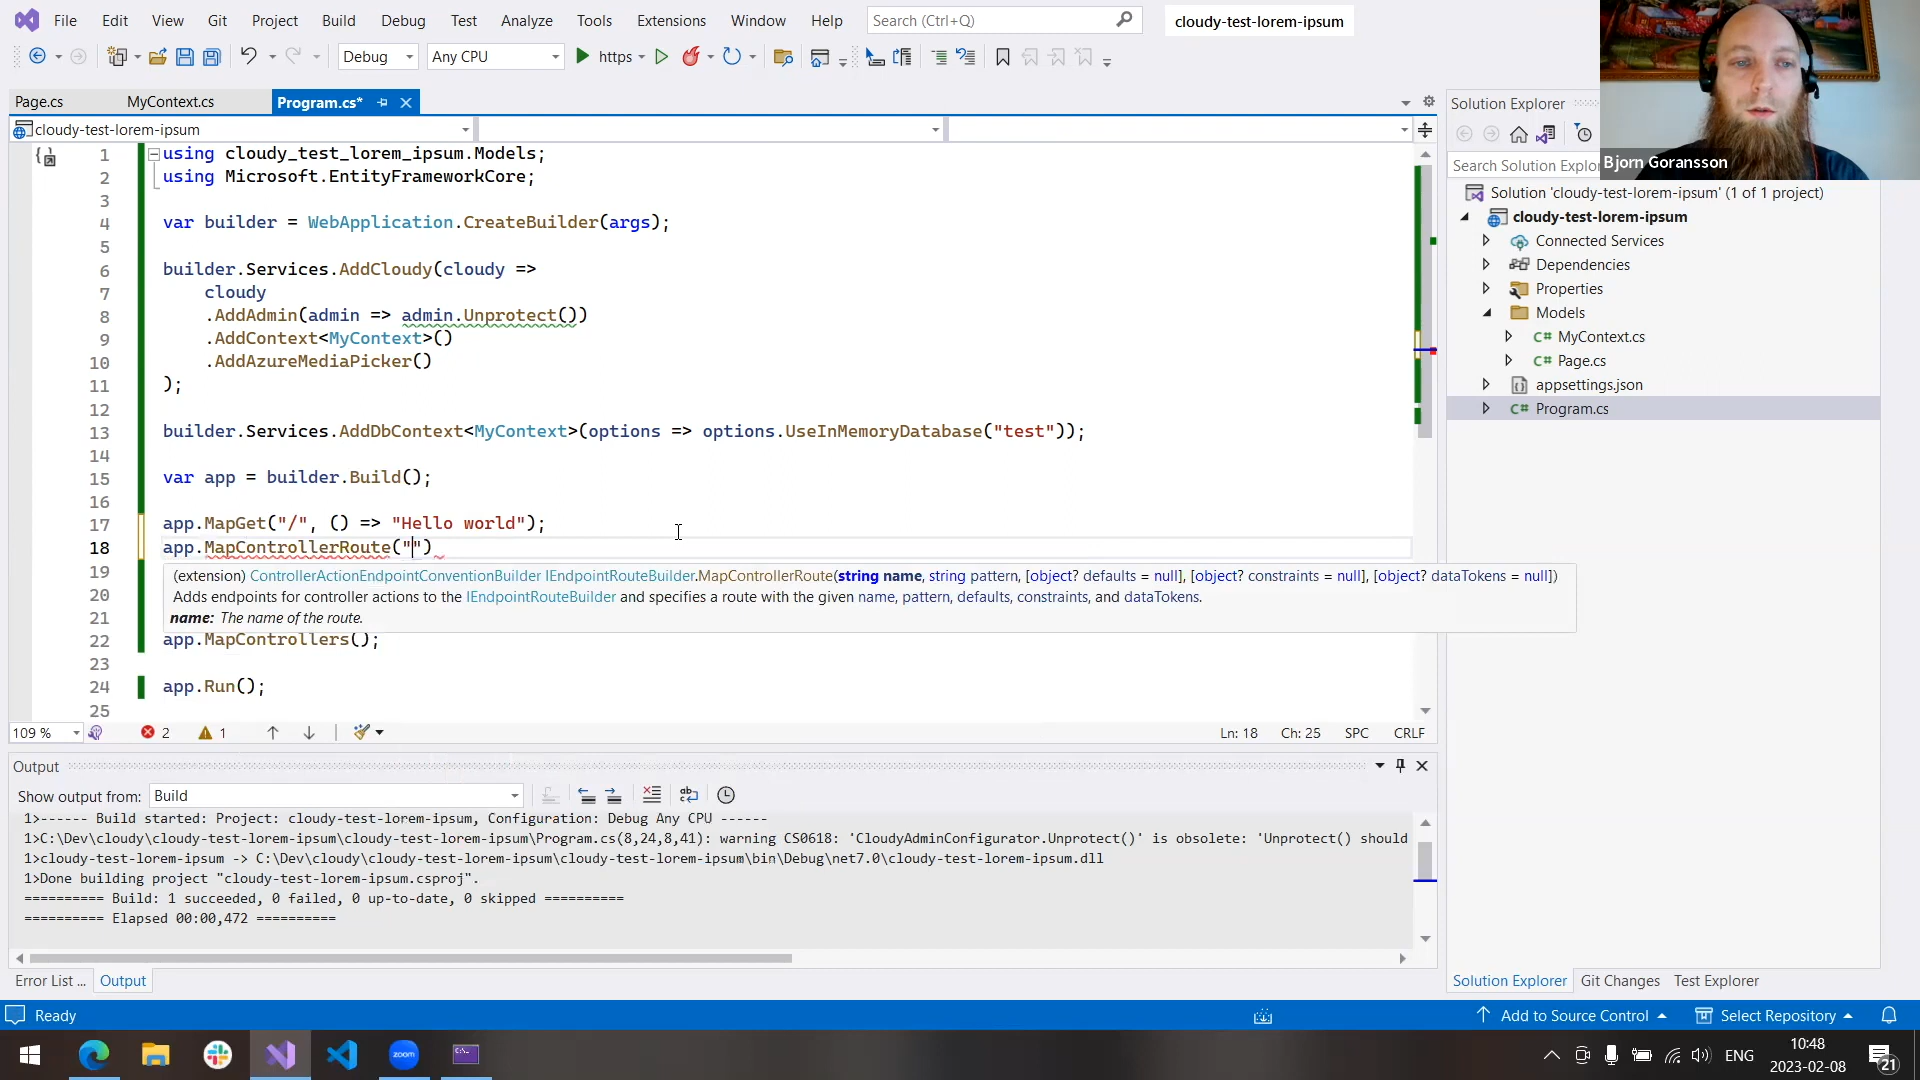 File Edit View Git Project Build Debug Test Analyze Tools Extensions Window Help Search (Ctrl+Q) cloudy-test-lorem-ipsum
Debug Any CPU https
Page.cs MyContext.cs Program.cs*
cloudy-test-lorem-ipsum
1 using cloudy_test_lorem_ipsum.Models;
2 using Microsoft.EntityFrameworkCore;
3
4 var builder = WebApplication.CreateBuilder(args);
5
6 builder.Services.AddCloudy(cloudy =>
7 cloudy
8 .AddAdmin(admin => admin.Unprotect())
9 .AddContext<MyContext>()
10 .AddAzureMediaPicker()
11 );
12
13 builder.Services.AddDbContext<MyContext>(options => options.UseInMemoryDatabase("test"));
14
15 var app = builder.Build();
16
17 app.MapGet("/", () => "Hello world");
18 app.MapControllerRoute("")
19
20
21
(extension) ControllerActionEndpointConventionBuilder IEndpointRouteBuilder.MapControllerRoute(string name, string pattern, [object? defaults = null], [object? constraints = null], [object? dataTokens = null])
Adds endpoints for controller actions to the IEndpointRouteBuilder and specifies a route with the given name, pattern, defaults, constraints, and dataTokens.
name: The name of the route.
22 app.MapControllers();
23
24 app.Run();
25
109 % 2 1 Ln: 18 Ch: 25 SPC CRLF
Output
Show output from: Build
1>------ Build started: Project: cloudy-test-lorem-ipsum, Configuration: Debug Any CPU ------
1>C:\Dev\cloudy\cloudy-test-lorem-ipsum\cloudy-test-lorem-ipsum\Program.cs(8,24,8,41): warning CS0618: 'CloudyAdminConfigurator.Unprotect()' is obsolete: 'Unprotect() should
1>cloudy-test-lorem-ipsum -> C:\Dev\cloudy\cloudy-test-lorem-ipsum\cloudy-test-lorem-ipsum\bin\Debug\net7.0\cloudy-test-lorem-ipsum.dll
1>Done building project "cloudy-test-lorem-ipsum.csproj".
========== Build: 1 succeeded, 0 failed, 0 up-to-date, 0 skipped ==========
========== Elapsed 00:00,472 ==========
Error List ... Output
Bjorn Goransson
Solution Explorer
Search Solution Explo
Solution 'cloudy-test-lorem-ipsum' (1 of 1 project)
cloudy-test-lorem-ipsum
Connected Services
Dependencies
Properties
Models
C# MyContext.cs
C# Page.cs
appsettings.json
C# Program.cs
Solution Explorer Git Changes Test Explorer
Ready Add to Source Control Select Repository
zoom ENG 10:48
2023-02-08
21